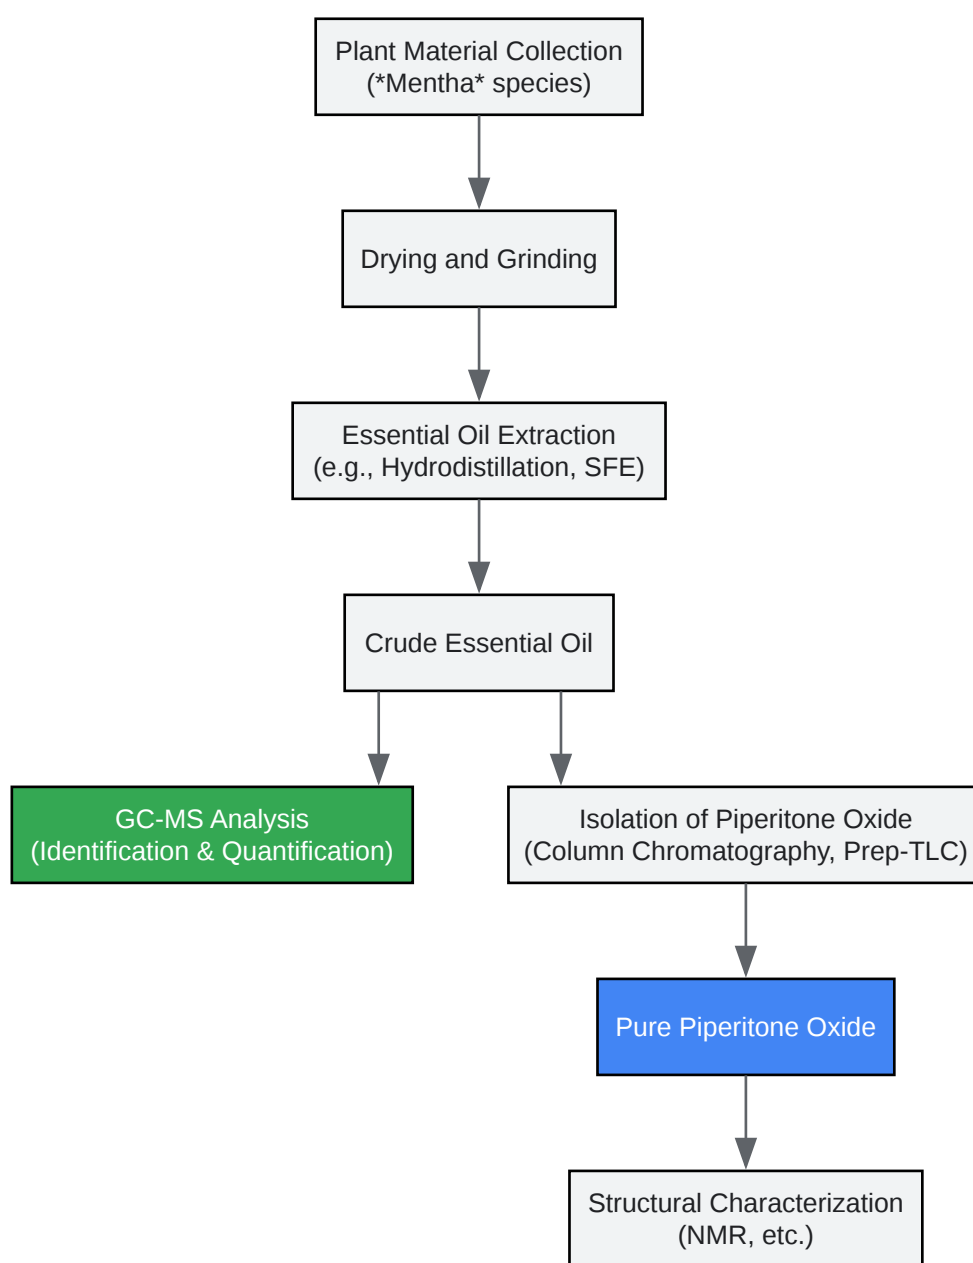 Plant Material Collection
(*Mentha* species)
Drying and Grinding
Essential Oil Extraction
(e.g., Hydrodistillation, SFE)
Crude Essential Oil
GC-MS Analysis
(Identification & Quantification)
Isolation of Piperitone Oxide
(Column Chromatography, Prep-TLC)
Pure Piperitone Oxide
Structural Characterization
(NMR, etc.)